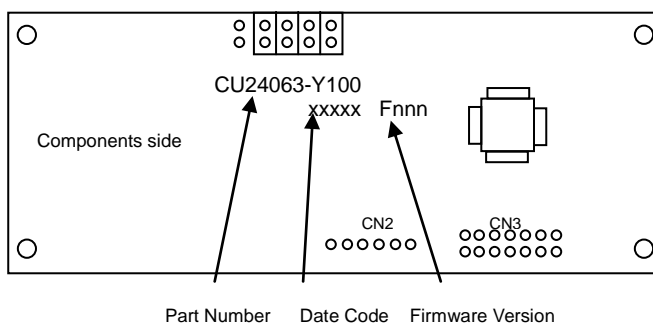 CU24063-Y100
xxxxx Fnnn
Components side
CN2 CN3
Part Number Date Code Firmware Version